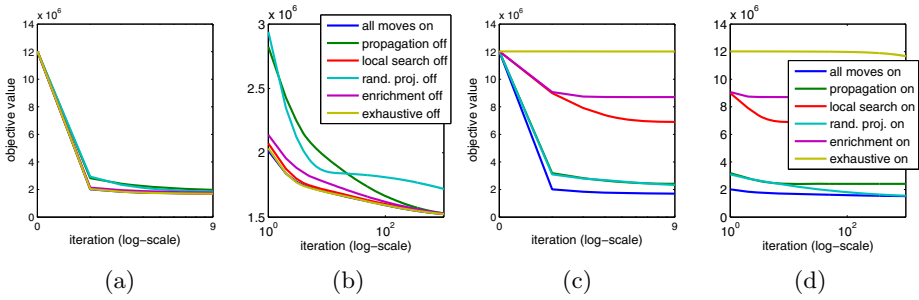 x 10^6
14
12
10
8
6
4
2
0
0
9
objective value
iteration (log−scale)
(a)
x 10^6
3
2.5
2
1.5
10^0
10^2
iteration (log−scale)
all moves on
propagation off
local search off
rand. proj. off
enrichment off
exhaustive off
(b)
x 10^6
14
12
10
8
6
4
2
0
0
9
objective value
iteration (log−scale)
(c)
x 10^6
14
12
10
8
6
4
2
0
10^0
10^2
iteration (log−scale)
all moves on
propagation on
local search on
rand. proj. on
enrichment on
exhaustive on
(d)